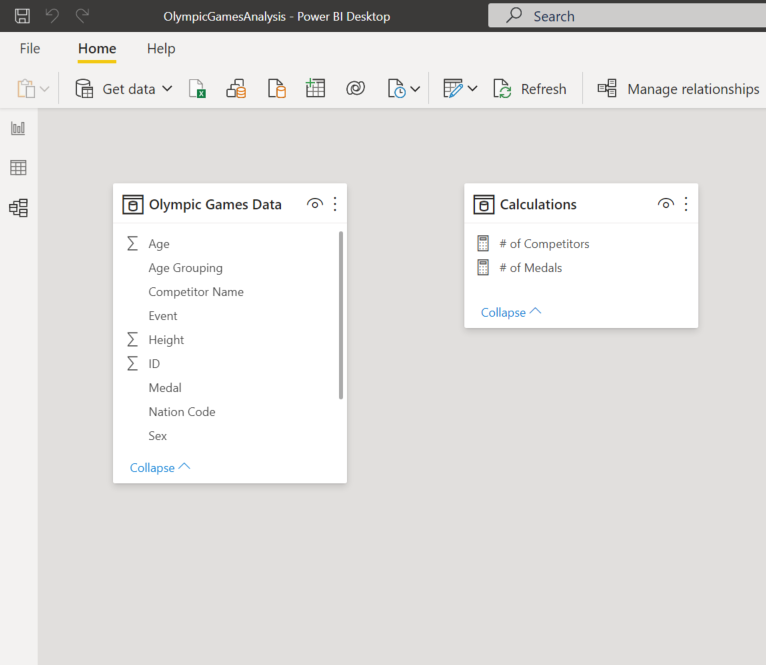 OlympicGamesAnalysis - Power BI Desktop
Search
File Home Help
Get data Refresh Manage relationships
Olympic Games Data
Age
Age Grouping
Competitor Name
Event
Height
ID
Medal
Nation Code
Sex
Collapse
Calculations
# of Competitors
# of Medals
Collapse